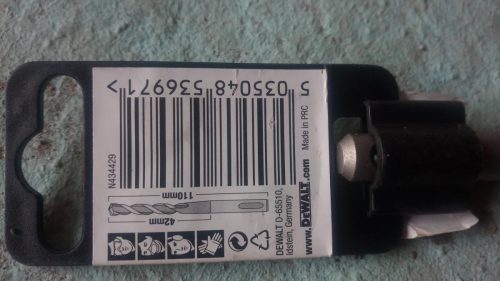 5 035048 536971 >
N434429
110mm
42mm
DEWALT D-65510,
Idstein, Germany
Made in PRC
www.DEWALT.com